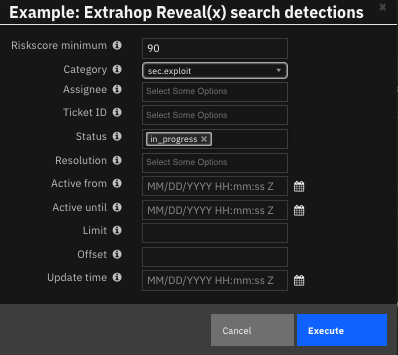 Example: Extrahop Reveal(x) search detections
Riskscore minimum 90
Category sec.exploit
Assignee Select Some Options
Ticket ID Select Some Options
Status in_progress
Resolution Select Some Options
Active from MM/DD/YYYY HH:mm:ss Z
Active until MM/DD/YYYY HH:mm:ss Z
Limit
Offset
Update time MM/DD/YYYY HH:mm:ss Z
Cancel Execute